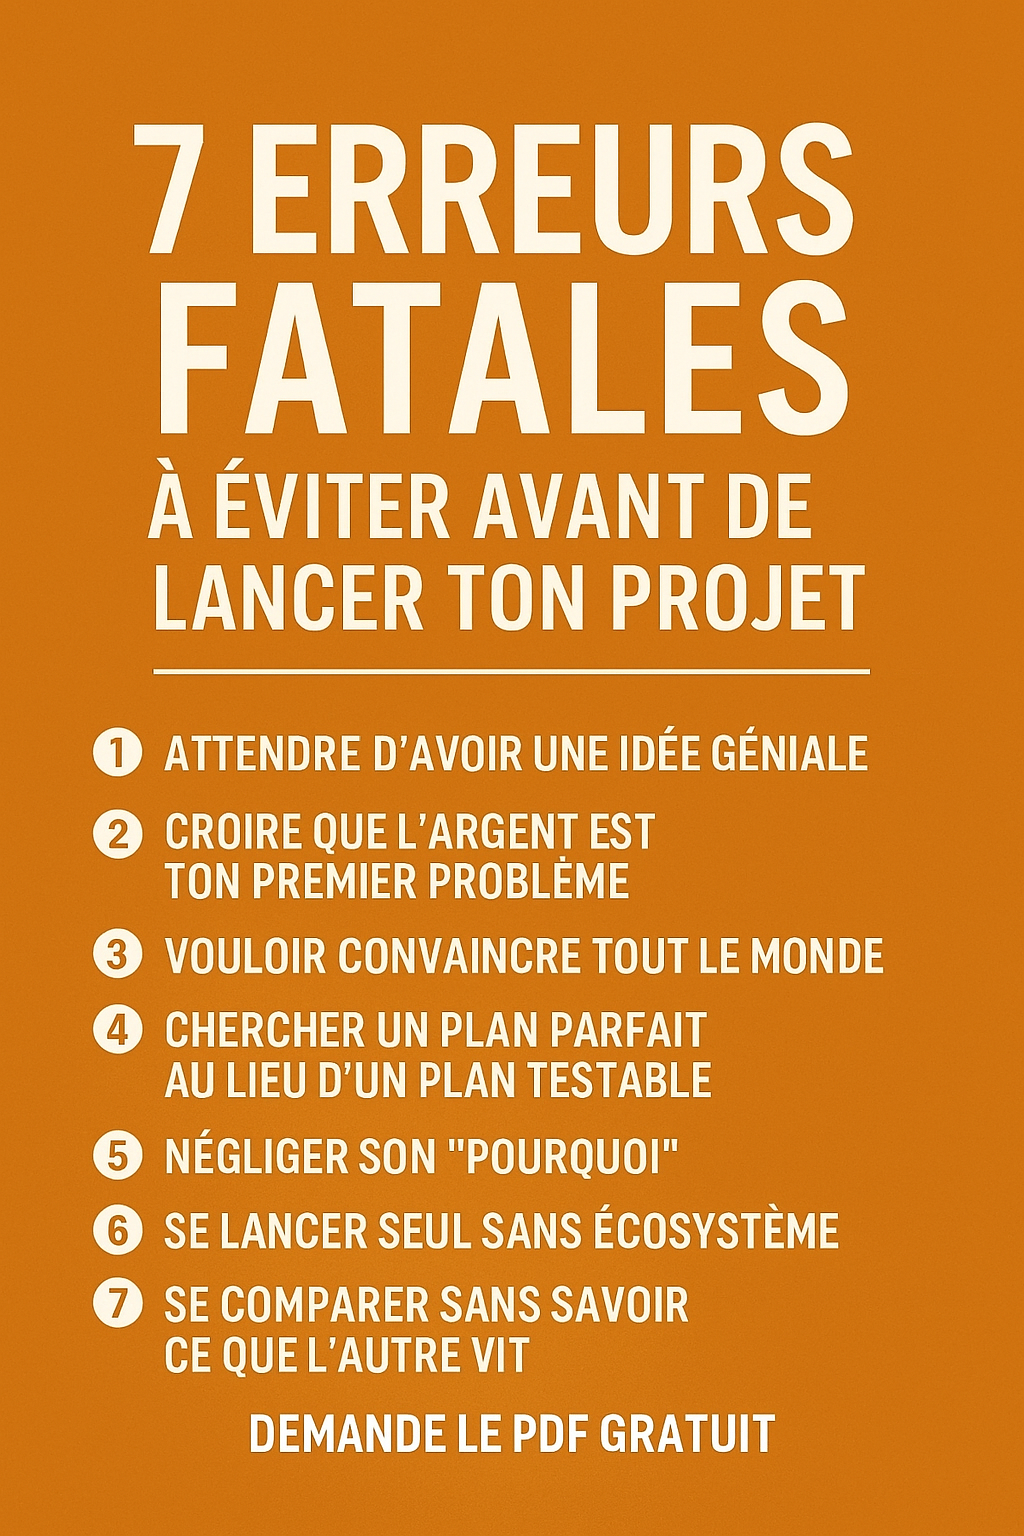 7 ERREURS
FATALES
À ÉVITER AVANT DE
LANCER TON PROJET
1 ATTENDRE D’AVOIR UNE IDÉE GÉNIALE
2 CROIRE QUE L’ARGENT EST
TON PREMIER PROBLĖME
3 VOULOIR CONVAINCRE TOUT LE MONDE
4 CHERCHER UN PLAN PARFAIT
AU LIEU D’UN PLAN TESTABLE
5 NÉGLIGER SON "POURQUOI"
6 SE LANCER SEUL SANS ÉCOSYSTÈME
7 SE COMPARER SANS SAVOIR
CE QUE L’AUTRE VIT
DEMANDE LE PDF GRATUIT